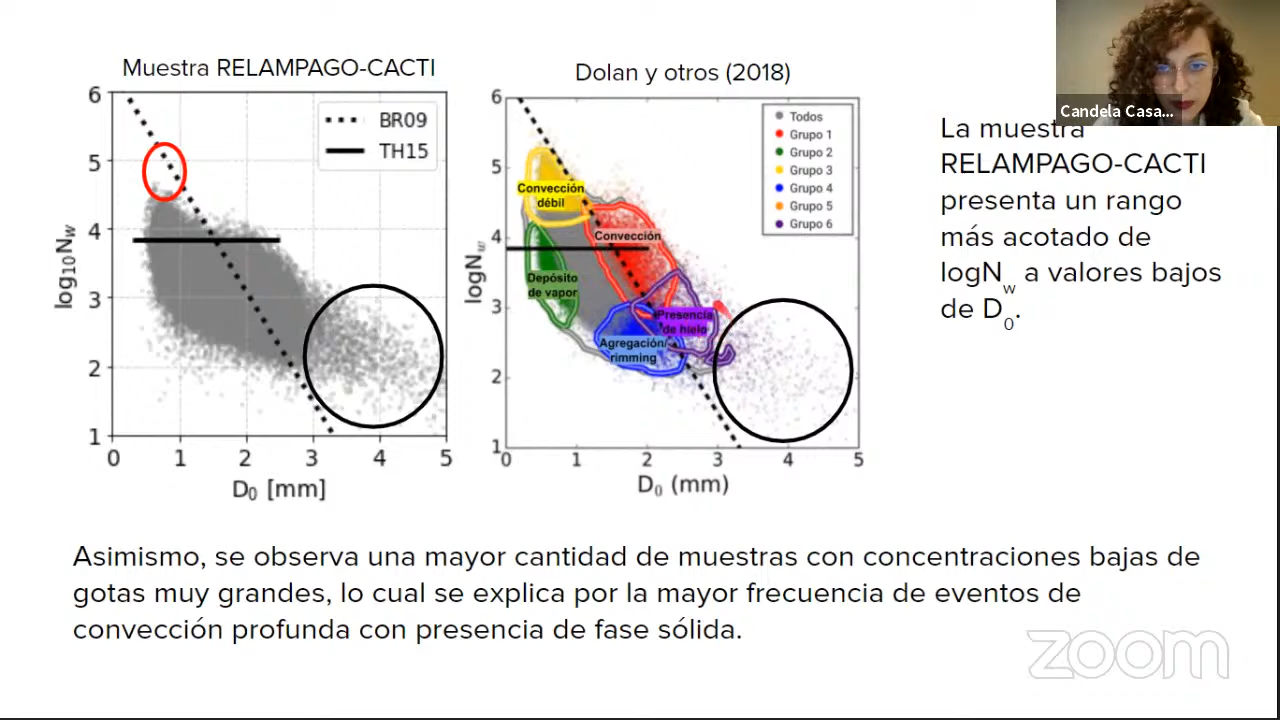 Muestra RELAMPAGO-CACTI
6
5
4
3
2
1
0
1
2
3
4
5
log₁₀N_w
D₀ [mm]
BR09
TH15
Dolan y otros (2018)
6
5
4
3
2
1
0
1
2
3
4
5
logN_w
D₀ (mm)
Todos
Grupo 1
Grupo 2
Grupo 3
Grupo 4
Grupo 5
Grupo 6
Convección
débil
Convección
Depósito
de vapor
Presencia
de hielo
Agregación/
rimming
Candela Casa...
La muestra
RELAMPAGO-CACTI
presenta un rango
más acotado de
logN_w a valores bajos
de D₀.
Asimismo, se observa una mayor cantidad de muestras con concentraciones bajas de
gotas muy grandes, lo cual se explica por la mayor frecuencia de eventos de
convección profunda con presencia de fase sólida.
zoom